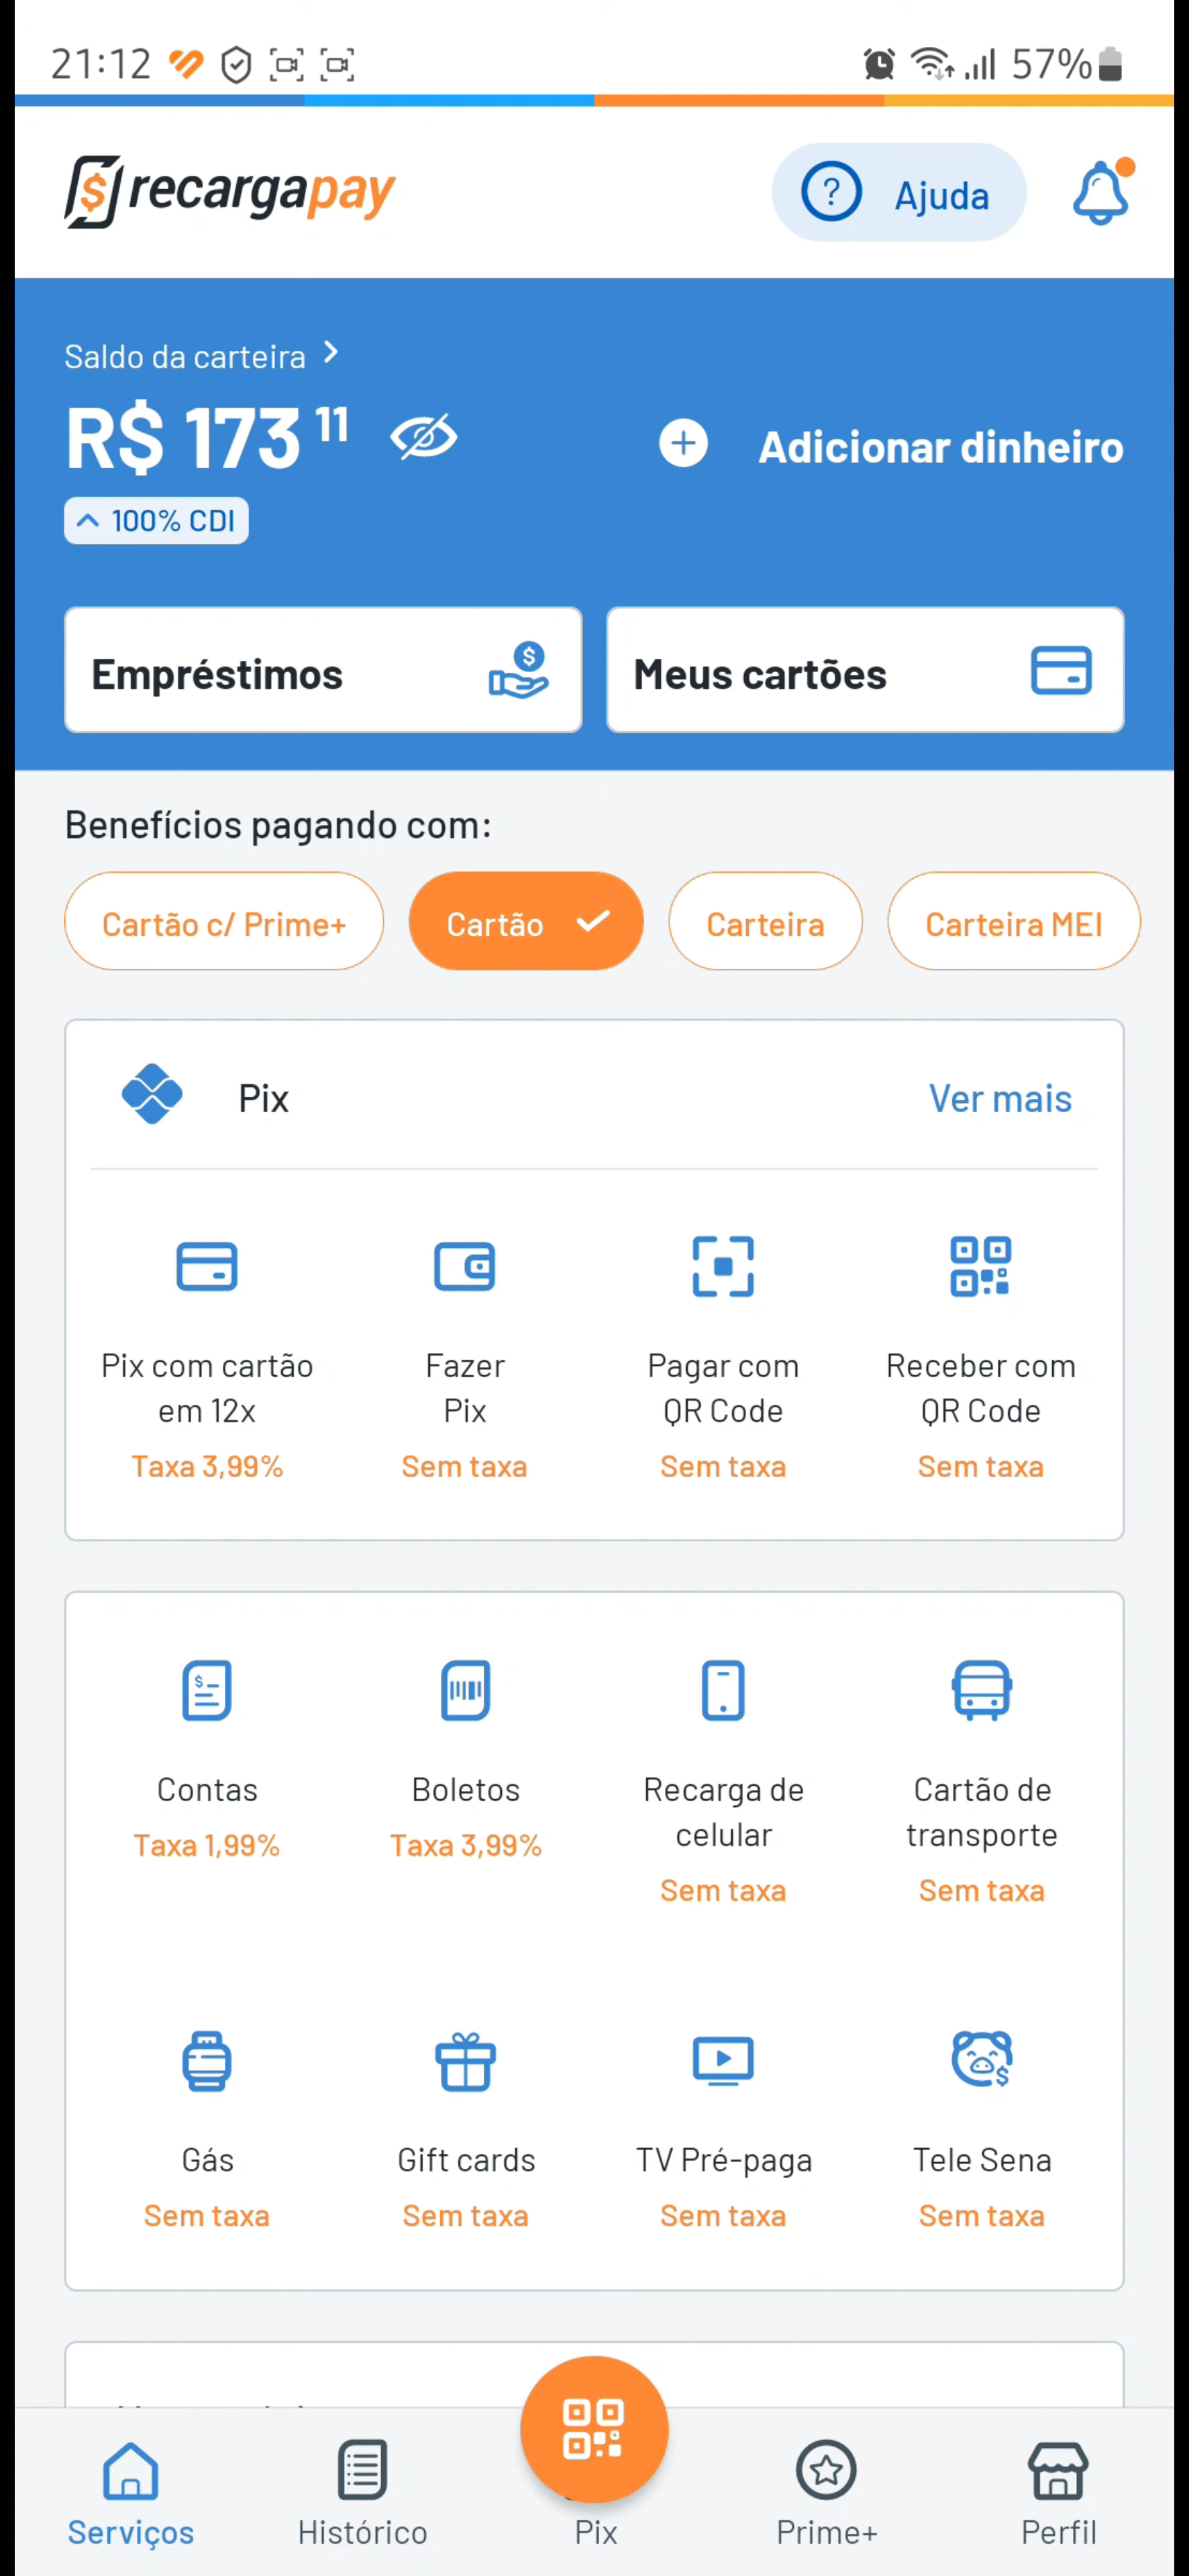 21:12
57%
recargapay
? Ajuda
Saldo da carteira
R$ 173 11
Adicionar dinheiro
100% CDI
Empréstimos
Meus cartões
Benefícios pagando com:
Cartão c/ Prime+
Cartão
Carteira
Carteira MEI
Pix
Ver mais
Pix com cartão
em 12x
Taxa 3,99%
Fazer
Pix
Sem taxa
Pagar com
QR Code
Sem taxa
Receber com
QR Code
Sem taxa
Contas
Taxa 1,99%
Boletos
Taxa 3,99%
Recarga de
celular
Sem taxa
Cartão de
transporte
Sem taxa
Gás
Sem taxa
Gift cards
Sem taxa
TV Pré-paga
Sem taxa
Tele Sena
Sem taxa
Serviços
Histórico
Pix
Prime+
Perfil